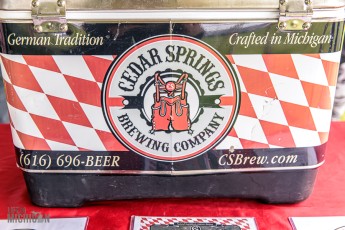 German Tradition
Crafted in Michigan
CEDAR SPRINGS
BREWING COMPANY
(616) 696-BEER
CSBrew.com